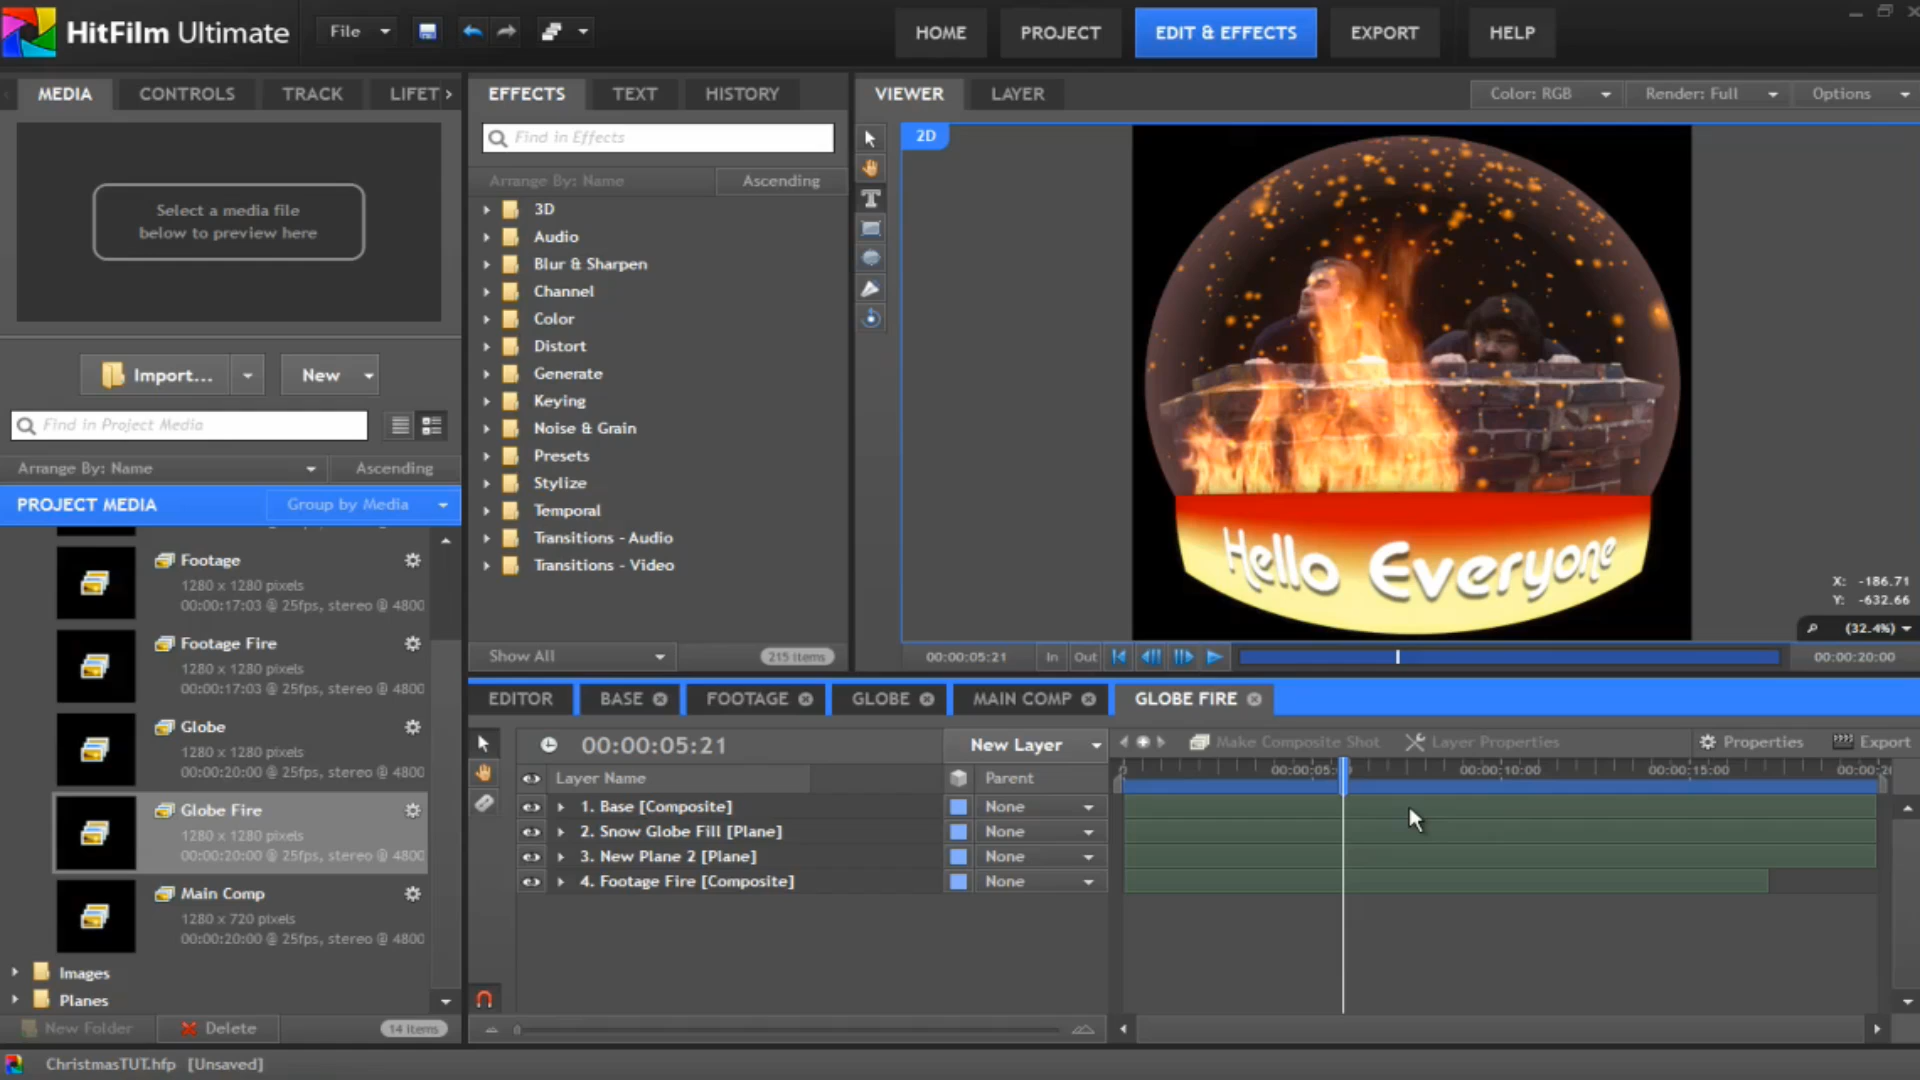 HitFilm Ultimate
File
HOME
PROJECT
EDIT & EFFECTS
EXPORT
HELP
MEDIA
CONTROLS
TRACK
LIFET
EFFECTS
TEXT
HISTORY
VIEWER
LAYER
Color: RGB
Render: Full
Options
Select a media file
below to preview here
Find in Effects
2D
Arrange By: Name
Ascending
3D
Audio
Blur & Sharpen
Channel
Color
Distort
Generate
Keying
Noise & Grain
Presets
Stylize
Temporal
Transitions - Audio
Transitions - Video
Show All
215 items
Import...
New
Find in Project Media
Arrange By: Name
Ascending
PROJECT MEDIA
Group by Media
Footage
1280 x 1280 pixels
00:00:17:03 @ 25fps, stereo @ 4800
Footage Fire
1280 x 1280 pixels
00:00:17:03 @ 25fps, stereo @ 4800
Globe
1280 x 1280 pixels
00:00:20:00 @ 25fps, stereo @ 4800
Globe Fire
1280 x 1280 pixels
00:00:20:00 @ 25fps, stereo @ 4800
Main Comp
1280 x 720 pixels
00:00:20:00 @ 25fps, stereo @ 4800
Images
Planes
New Folder
Delete
14 items
ChristmasTUT.hfp [Unsaved]
Hello Everyone
X: -186.71
Y: -632.66
(32.4%)
00:00:05:21
In
Out
00:00:20:00
EDITOR
BASE
FOOTAGE
GLOBE
MAIN COMP
GLOBE FIRE
00:00:05:21
New Layer
Make Composite Shot
Layer Properties
Properties
Export
Layer Name
Parent
0
00:00:05:
00:00:10:00
00:00:15:00
00:00:2
1. Base [Composite]
None
2. Snow Globe Fill [Plane]
None
3. New Plane 2 [Plane]
None
4. Footage Fire [Composite]
None